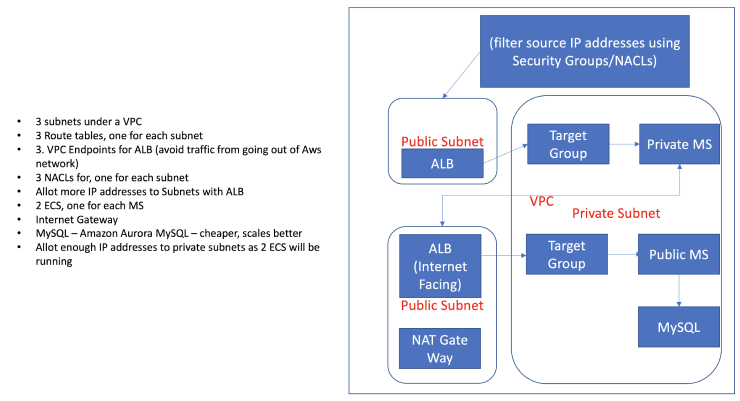 • 3 subnets under a VPC
• 3 Route tables, one for each subnet
• 3. VPC Endpoints for ALB (avoid traffic from going out of Aws
network)
• 3 NACLs for, one for each subnet
• Allot more IP addresses to Subnets with ALB
• 2 ECS, one for each MS
• Internet Gateway
• MySQL – Amazon Aurora MySQL – cheaper, scales better
• Allot enough IP addresses to private subnets as 2 ECS will be
running
(filter source IP addresses using
Security Groups/NACLs)
Public Subnet
ALB
Target
Group
Private MS
VPC
Private Subnet
ALB
(Internet
Facing)
Public Subnet
NAT Gate
Way
Target
Group
Public MS
MySQL